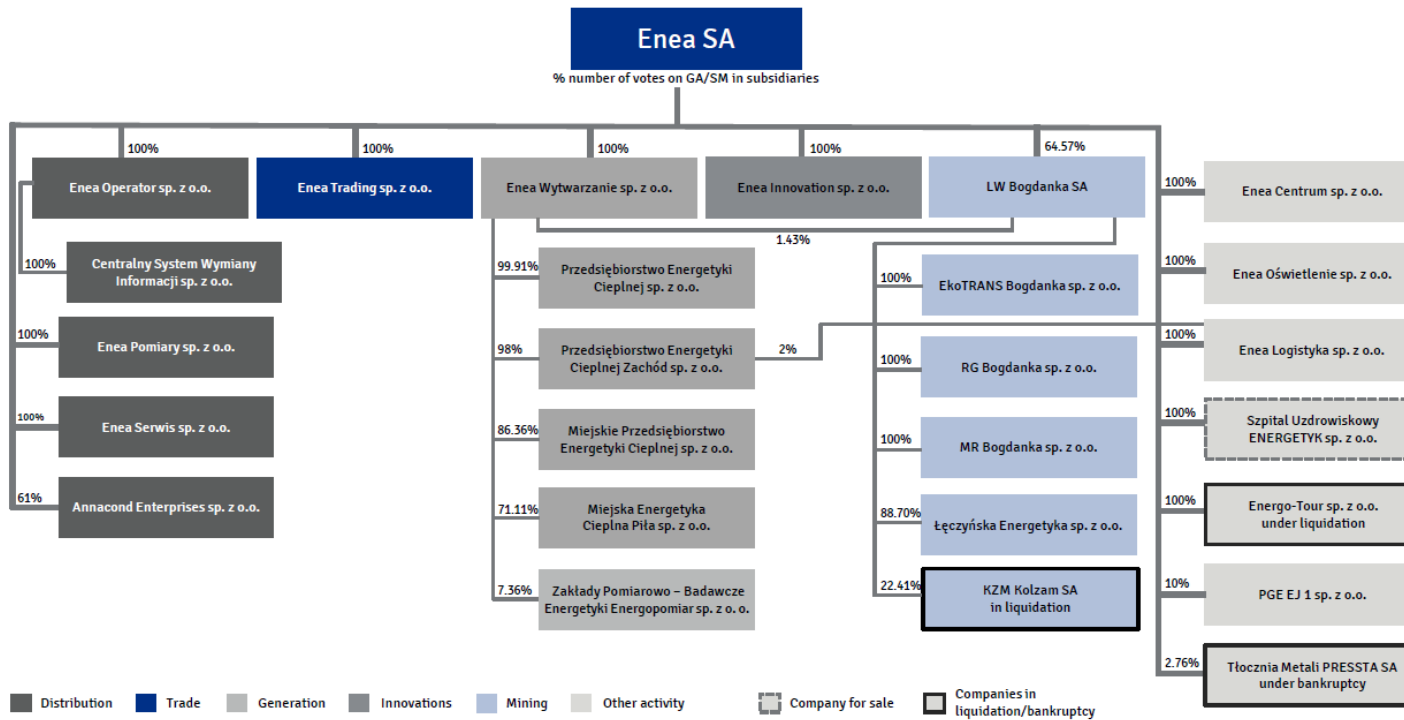 Enea SA
% number of votes on GA/SM in subsidiaries
100%
100%
100%
100%
64.57%
Enea Operator sp. z o.o.
Enea Trading sp. z o.o.
Enea Wytwarzanie sp. z o.o.
Enea Innovation sp. z o.o.
LW Bogdanka SA
1.43%
100%
Centralny System Wymiany
Informacji sp. z o.o.
100%
Enea Pomiary sp. z o.o.
100%
Enea Serwis sp. z o.o.
61%
Annacond Enterprises sp. z o.o.
99.91%
Przedsiębiorstwo Energetyki
Cieplnej sp. z o.o.
98%
Przedsiębiorstwo Energetyki
Cieplnej Zachód sp. z o.o.
2%
86.36%
Miejskie Przedsiębiorstwo
Energetyki Cieplnej sp. z o.o.
71.11%
Miejska Energetyka
Cieplna Piła sp. z o.o.
7.36%
Zakłady Pomiarowo – Badawcze
Energetyki Energopomiar sp. z o. o.
100%
EkoTRANS Bogdanka sp. z o.o.
100%
RG Bogdanka sp. z o.o.
100%
MR Bogdanka sp. z o.o.
88.70%
Łęczyńska Energetyka sp. z o.o.
22.41%
KZM Kolzam SA
in liquidation
100%
Enea Centrum sp. z o.o.
100%
Enea Oświetlenie sp. z o.o.
100%
Enea Logistyka sp. z o.o.
100%
Szpital Uzdrowiskowy
ENERGETYK sp. z o.o.
100%
Energo-Tour sp. z o.o.
under liquidation
10%
PGE EJ 1 sp. z o.o.
2.76%
Tłocznia Metali PRESSTA SA
under bankruptcy
Distribution
Trade
Generation
Innovations
Mining
Other activity
Company for sale
Companies in
liquidation/bankruptcy